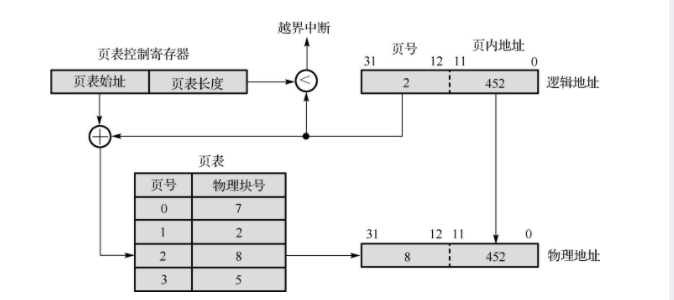 越界中断
页表控制寄存器
页号 页内地址
31 12 11 0
页表始址 页表长度 < 2 452 逻辑地址
+
页表
页号 物理块号
0 7
1 2
2 8
3 5
31 12 11 0
8 452 物理地址